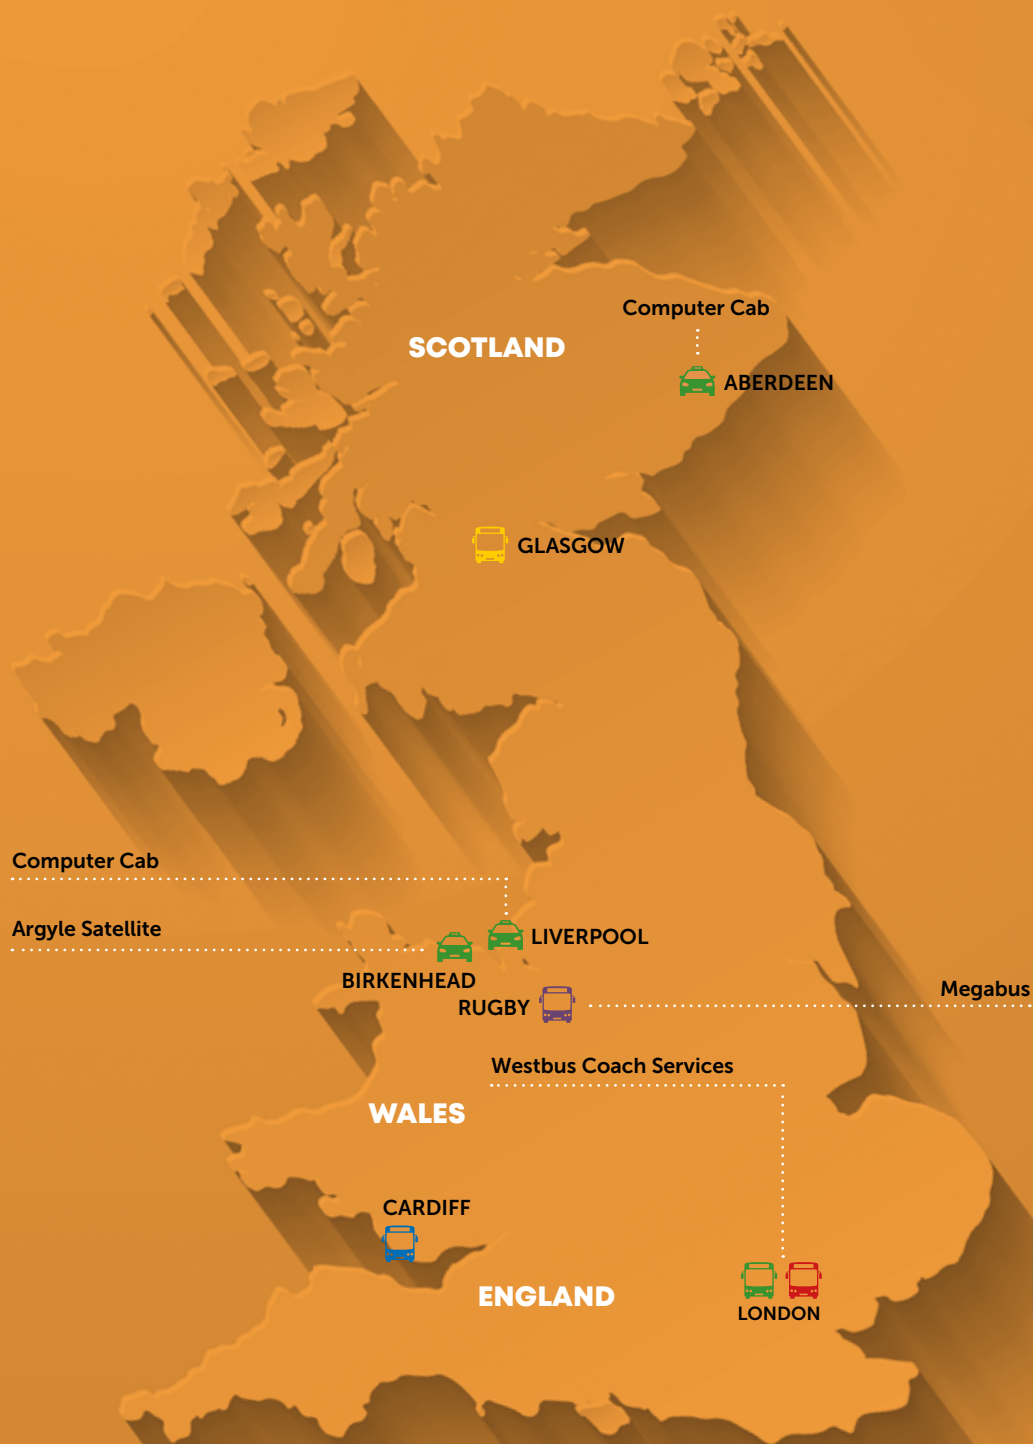 Computer Cab
SCOTLAND
ABERDEEN
GLASGOW
Computer Cab
Argyle Satellite
LIVERPOOL
BIRKENHEAD
RUGBY
Megabus
Westbus Coach Services
WALES
CARDIFF
ENGLAND
LONDON